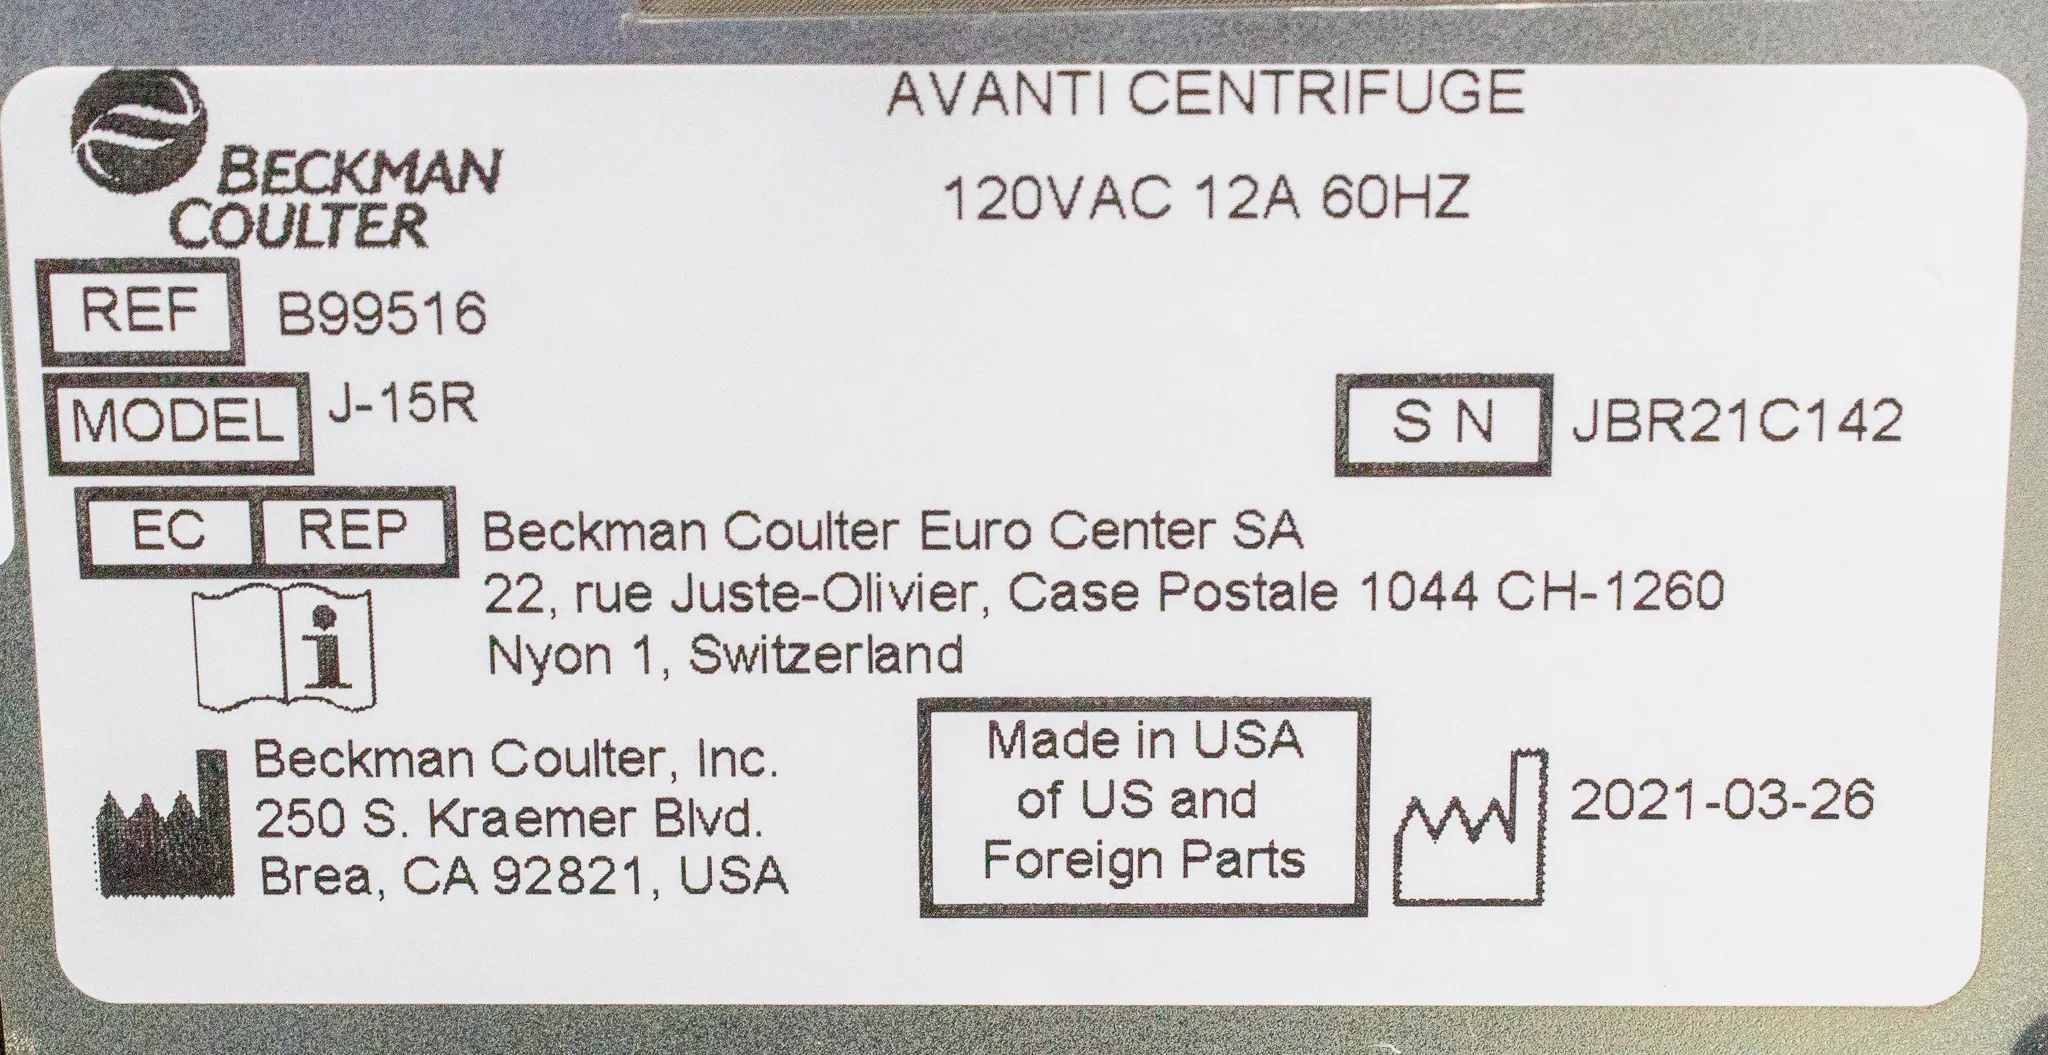 BECKMAN
COULTER
AVANTI CENTRIFUGE
120VAC 12A 60HZ
REF B99516
MODEL J-15R
S N JBR21C142
EC REP Beckman Coulter Euro Center SA
22, rue Juste-Olivier, Case Postale 1044 CH-1260
Nyon 1, Switzerland
i
Beckman Coulter, Inc.
250 S. Kraemer Blvd.
Brea, CA 92821, USA
Made in USA
of US and
Foreign Parts
2021-03-26